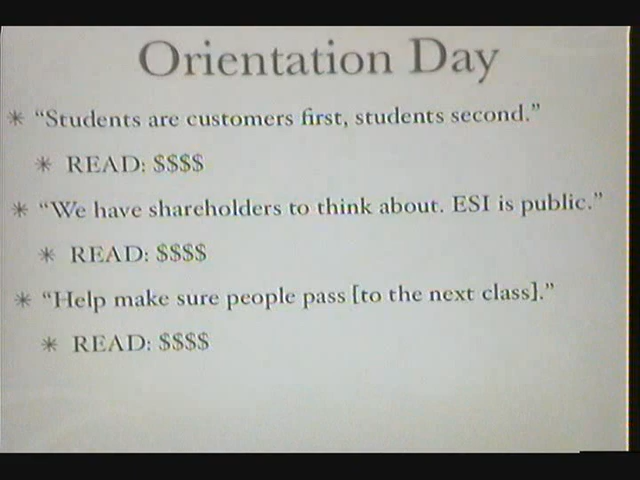 Orientation Day
* “Students are customers first, students second.”
* READ: $$$$
* “We have shareholders to think about. ESI is public.”
* READ: $$$$
* “Help make sure people pass [to the next class].”
* READ: $$$$